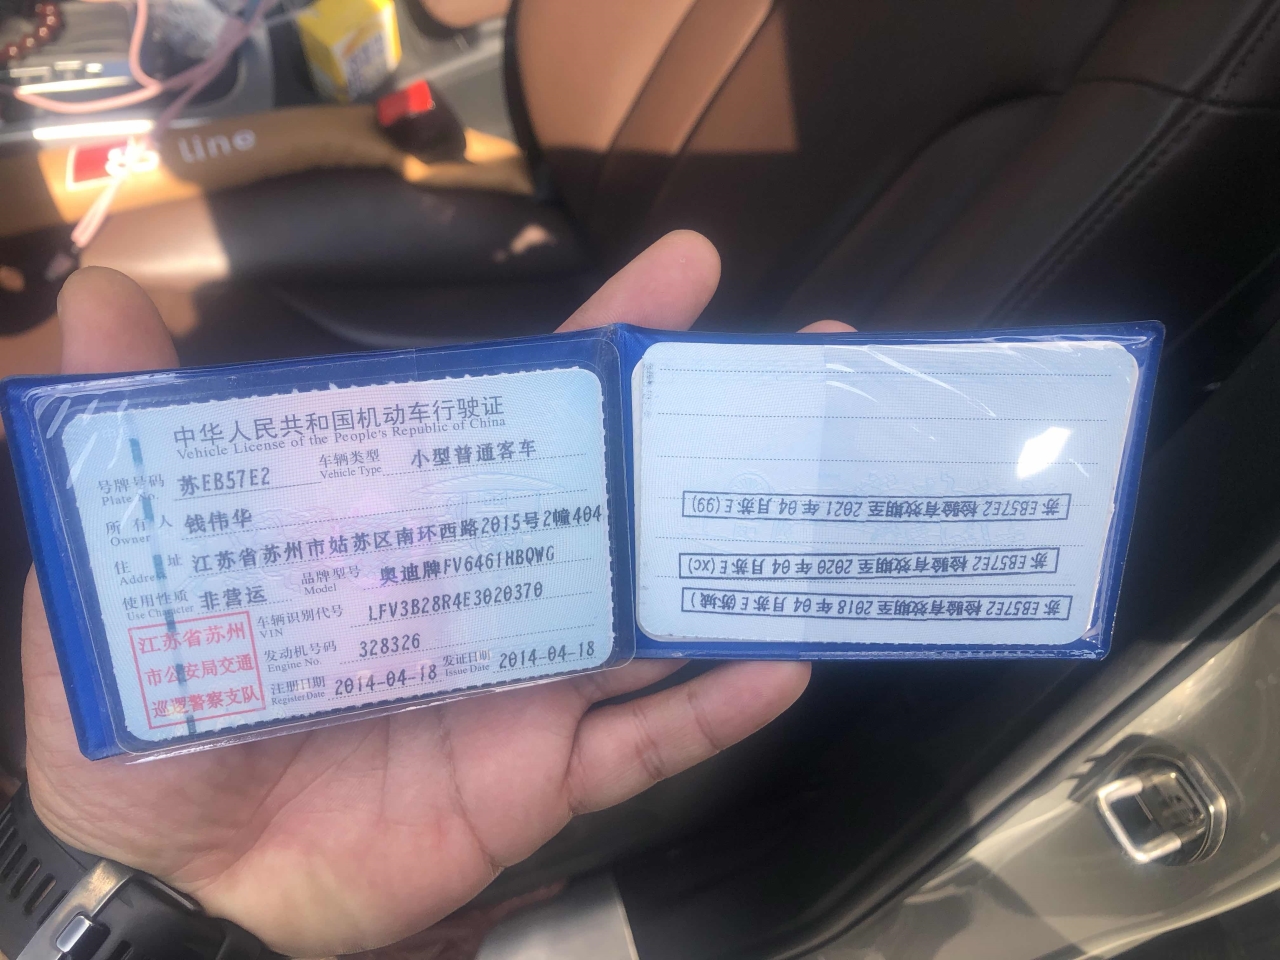 line
中华人民共和国机动车行驶证
Vehicle License of the People's Republic of China
号牌号码 苏EB57E2 车辆类型 小型普通客车
Plate No. Vehicle Type
所有人 钱伟华
Owner
住址 江苏省苏州市姑苏区南环西路2015号2幢404
Address
使用性质 非营运 品牌型号 奥迪牌FV6461HBQWG
Use Character Model
江苏省苏州市公安局交通巡逻警察支队
车辆识别代号 LFV3B28R4E3020370
VIN
发动机号码 328326
Engine No.
注册日期 2014-04-18 发证日期 2014-04-18
Register Date Issue Date
苏EB57E2 检验有效期至 2021年04月苏E(99)
苏EB57E2 检验有效期至 2020年04月苏E(xc)
苏EB57E2 检验有效期至 2018年04月苏E(苏城)